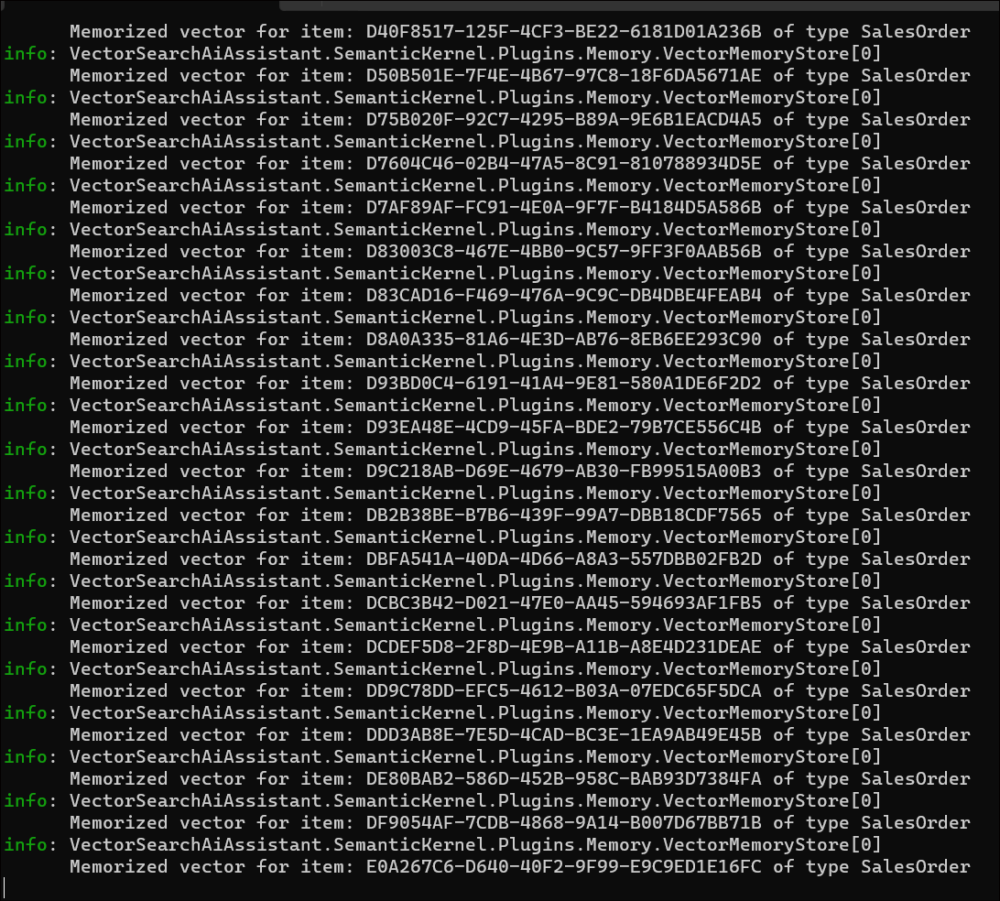 Memorized vector for item: D40F8517-125F-4CF3-BE22-6181D01A236B of type SalesOrder
info: VectorSearchAiAssistant.SemanticKernel.Plugins.Memory.VectorMemoryStore[0]
Memorized vector for item: D50B501E-7F4E-4B67-97C8-18F6DA5671AE of type SalesOrder
info: VectorSearchAiAssistant.SemanticKernel.Plugins.Memory.VectorMemoryStore[0]
Memorized vector for item: D75B020F-92C7-4295-B89A-9E6B1EACD4A5 of type SalesOrder
info: VectorSearchAiAssistant.SemanticKernel.Plugins.Memory.VectorMemoryStore[0]
Memorized vector for item: D7604C46-02B4-47A5-8C91-810788934D5E of type SalesOrder
info: VectorSearchAiAssistant.SemanticKernel.Plugins.Memory.VectorMemoryStore[0]
Memorized vector for item: D7AF89AF-FC91-4E0A-9F7F-B4184D5A586B of type SalesOrder
info: VectorSearchAiAssistant.SemanticKernel.Plugins.Memory.VectorMemoryStore[0]
Memorized vector for item: D83003C8-467E-4BB0-9C57-9FF3F0AAB56B of type SalesOrder
info: VectorSearchAiAssistant.SemanticKernel.Plugins.Memory.VectorMemoryStore[0]
Memorized vector for item: D83CAD16-F469-476A-9C9C-DB4DBE4FEAB4 of type SalesOrder
info: VectorSearchAiAssistant.SemanticKernel.Plugins.Memory.VectorMemoryStore[0]
Memorized vector for item: D8A0A335-81A6-4E3D-AB76-8EB6EE293C90 of type SalesOrder
info: VectorSearchAiAssistant.SemanticKernel.Plugins.Memory.VectorMemoryStore[0]
Memorized vector for item: D93BD0C4-6191-41A4-9E81-580A1DE6F2D2 of type SalesOrder
info: VectorSearchAiAssistant.SemanticKernel.Plugins.Memory.VectorMemoryStore[0]
Memorized vector for item: D93EA48E-4CD9-45FA-BDE2-79B7CE556C4B of type SalesOrder
info: VectorSearchAiAssistant.SemanticKernel.Plugins.Memory.VectorMemoryStore[0]
Memorized vector for item: D9C218AB-D69E-4679-AB30-FB99515A00B3 of type SalesOrder
info: VectorSearchAiAssistant.SemanticKernel.Plugins.Memory.VectorMemoryStore[0]
Memorized vector for item: DB2B38BE-B7B6-439F-99A7-DBB18CDF7565 of type SalesOrder
info: VectorSearchAiAssistant.SemanticKernel.Plugins.Memory.VectorMemoryStore[0]
Memorized vector for item: DBFA541A-40DA-4D66-A8A3-557DBB02FB2D of type SalesOrder
info: VectorSearchAiAssistant.SemanticKernel.Plugins.Memory.VectorMemoryStore[0]
Memorized vector for item: DCBC3B42-D021-47E0-AA45-594693AF1FB5 of type SalesOrder
info: VectorSearchAiAssistant.SemanticKernel.Plugins.Memory.VectorMemoryStore[0]
Memorized vector for item: DCDEF5D8-2F8D-4E9B-A11B-A8E4D231DEAE of type SalesOrder
info: VectorSearchAiAssistant.SemanticKernel.Plugins.Memory.VectorMemoryStore[0]
Memorized vector for item: DD9C78DD-EFC5-4612-B03A-07EDC65F5DCA of type SalesOrder
info: VectorSearchAiAssistant.SemanticKernel.Plugins.Memory.VectorMemoryStore[0]
Memorized vector for item: DDD3AB8E-7E5D-4CAD-BC3E-1EA9AB49E45B of type SalesOrder
info: VectorSearchAiAssistant.SemanticKernel.Plugins.Memory.VectorMemoryStore[0]
Memorized vector for item: DE80BAB2-586D-452B-958C-BAB93D7384FA of type SalesOrder
info: VectorSearchAiAssistant.SemanticKernel.Plugins.Memory.VectorMemoryStore[0]
Memorized vector for item: DF9054AF-7CDB-4868-9A14-B007D67BB71B of type SalesOrder
info: VectorSearchAiAssistant.SemanticKernel.Plugins.Memory.VectorMemoryStore[0]
Memorized vector for item: E0A267C6-D640-40F2-9F99-E9C9ED1E16FC of type SalesOrder